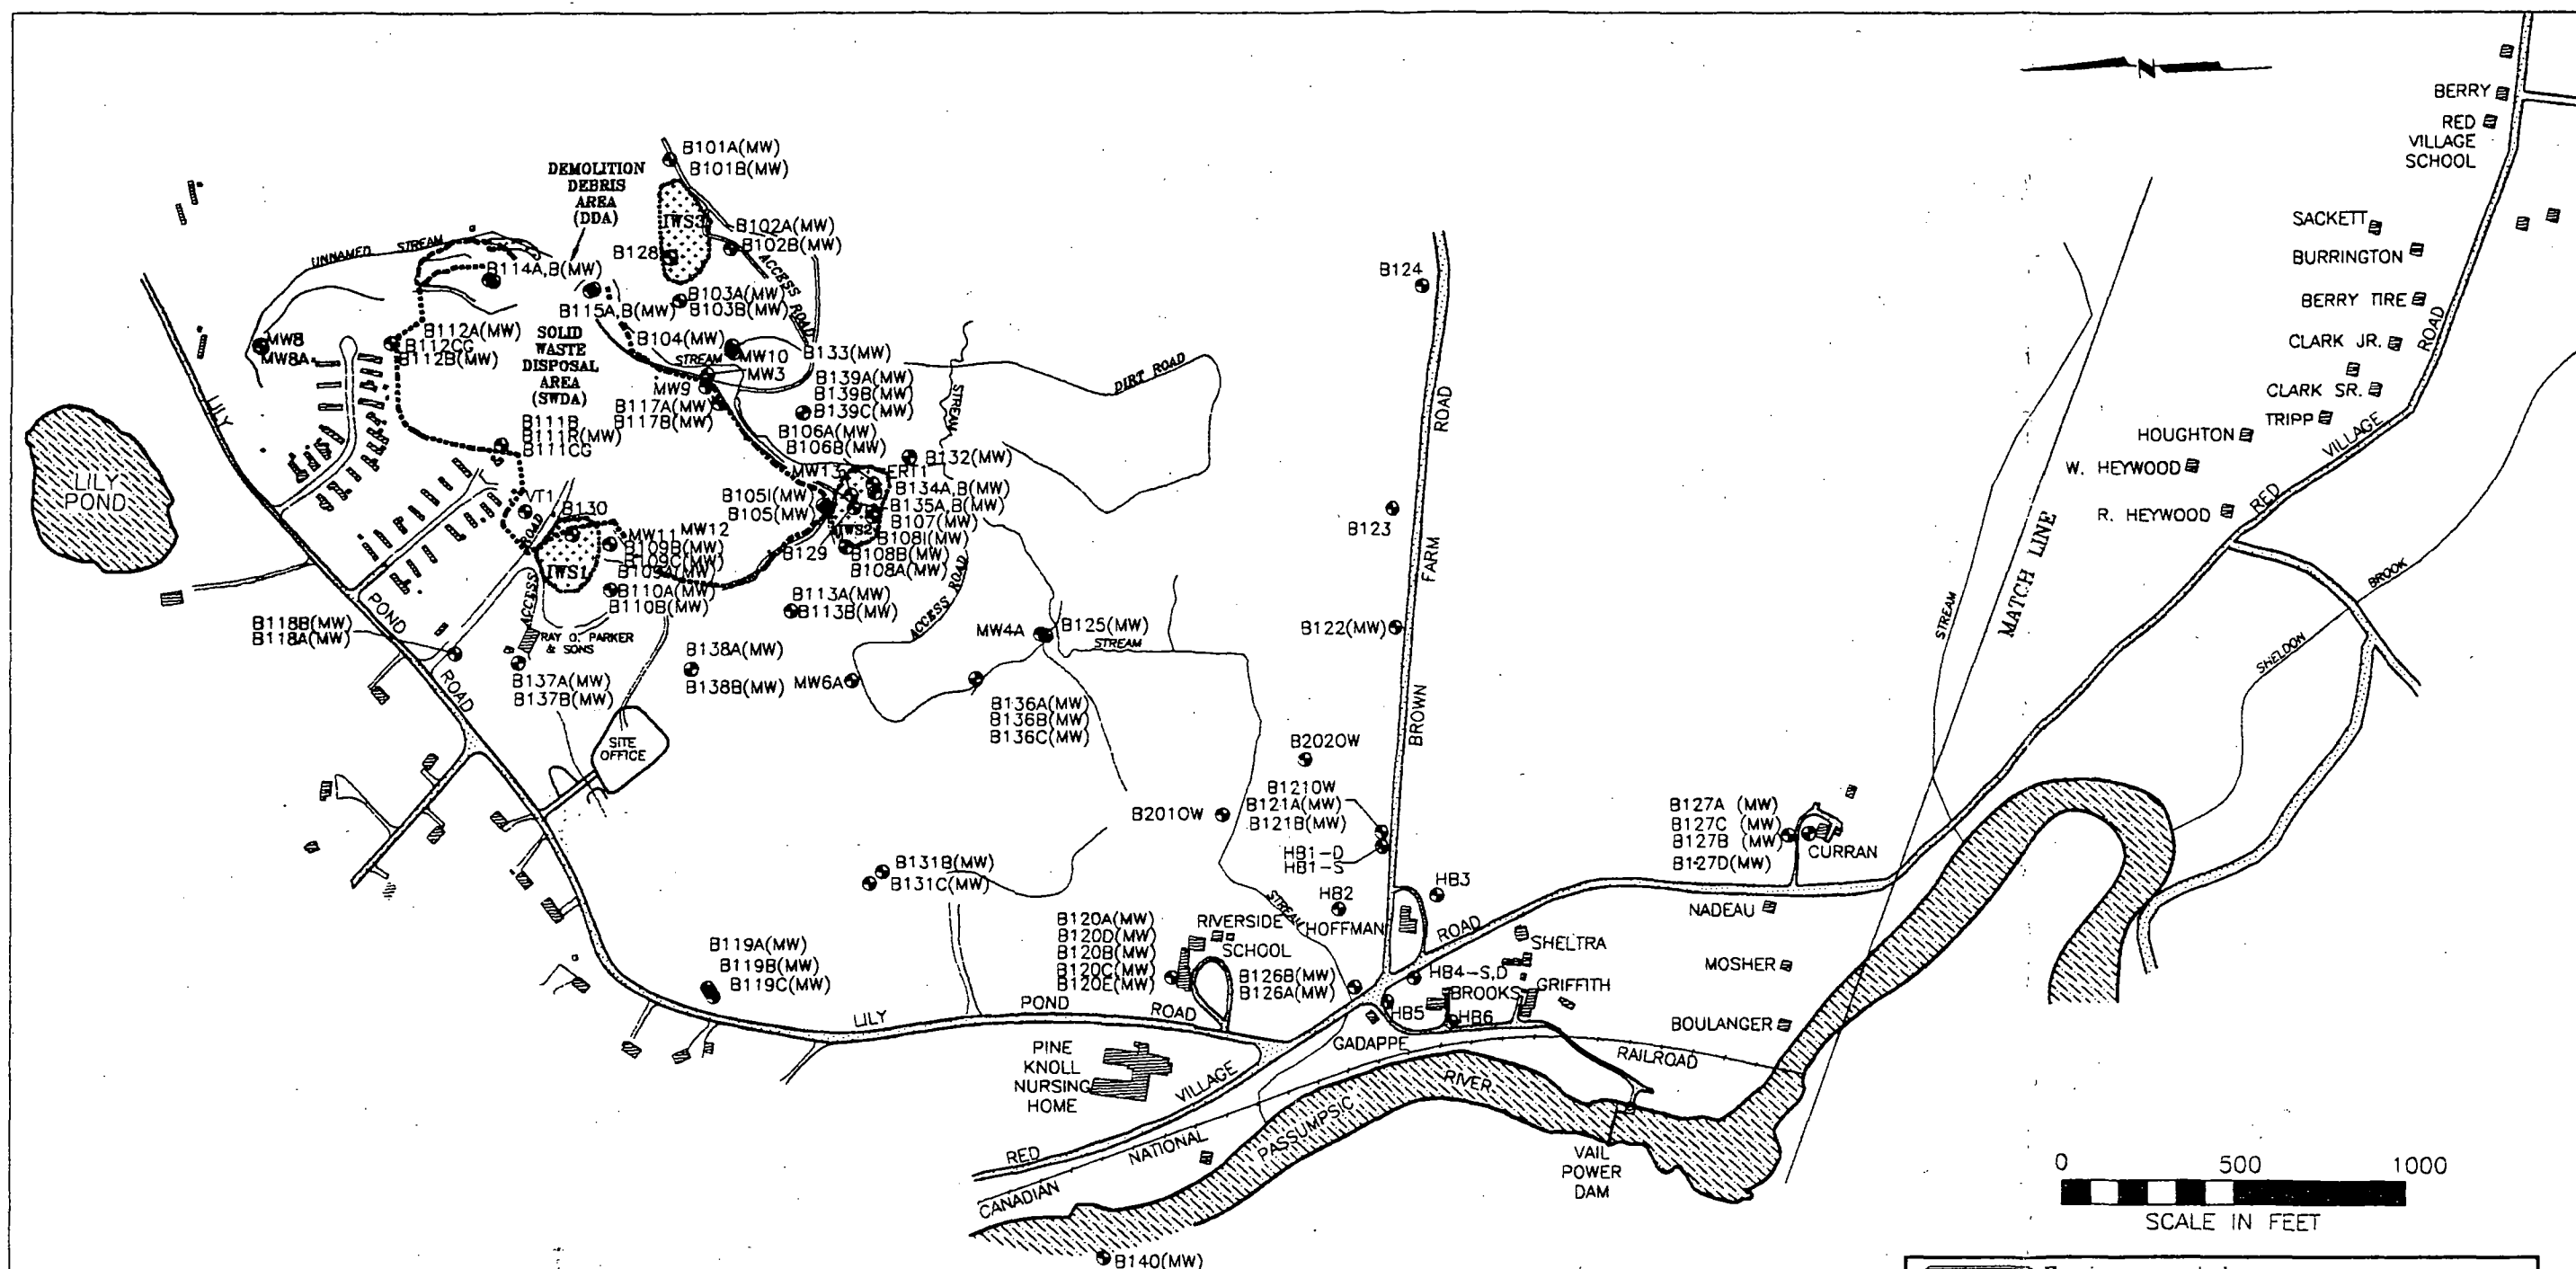 N
BERRY
RED
VILLAGE
SCHOOL
SACKETT
BURRINGTON
BERRY TIRE
CLARK JR.
CLARK SR.
TRIPP
HOUGHTON
W. HEYWOOD
R. HEYWOOD
RED
VILLAGE
ROAD
MATCH LINE
STREAM
SHELDON
BROOK
B101A(MW)
B101B(MW)
DEMOLITION
DEBRIS
AREA
(DDA)
IWS3
B102A(MW)
B102B(MW)
B128
ACCESS ROAD
UNNAMED STREAM
B114A,B(MW)
B115A,B(MW)
B103A(MW)
B103B(MW)
B104(MW)
STREAM
MW10
MW3
MW9
B133(MW)
MW8
MW8A
B112A(MW)
B112CG
B112B(MW)
SOLID
WASTE
DISPOSAL
AREA
(SWDA)
B117A(MW)
B117B(MW)
B139A(MW)
B139B(MW)
B139C(MW)
B106A(MW)
B106B(MW)
STREAM
DIRT ROAD
B124
B123
B122(MW)
BROWN
FARM
ROAD
LILY
POND
B111B
B111R(MW)
B111CG
VT1
B130
ROAD
ACCESS
IWS1
MW11
MW12
B109B(MW)
B109C(MW)
B109A(MW)
B110A(MW)
B110B(MW)
MW13
ERT1
B132(MW)
B134A,B(MW)
B135A,B(MW)
B107(MW)
B108I(MW)
B108B(MW)
B108A(MW)
B105I(MW)
B105(MW)
IWS2
B129
B113A(MW)
B113B(MW)
ACCESS ROAD
MW4A
B125(MW)
STREAM
LILY
POND
ROAD
B118B(MW)
B118A(MW)
RAY O. PARKER
& SONS
B137A(MW)
B137B(MW)
B138A(MW)
B138B(MW)
MW6A
B136A(MW)
B136B(MW)
B136C(MW)
SITE
OFFICE
B202OW
B201OW
B121OW
B121A(MW)
B121B(MW)
HB1-D
HB1-S
HB2
HB3
B127A (MW)
B127C (MW)
B127B (MW)
B127D(MW)
CURRAN
NADEAU
MOSHER
BOULANGER
B131B(MW)
B131C(MW)
B119A(MW)
B119B(MW)
B119C(MW)
B120A(MW)
B120D(MW)
B120B(MW)
B120C(MW)
B120E(MW)
RIVERSIDE
SCHOOL
STREAM
HOFFMAN
ROAD
SHELTRA
B126B(MW)
B126A(MW)
HB4-S,D
BROOKS
GRIFFITH
HB5
HB6
GADAPPE
LILY
POND
ROAD
PINE
KNOLL
NURSING
HOME
RED
VILLAGE
CANADIAN
NATIONAL
RAILROAD
PASSUMPSIC
RIVER
VAIL
POWER
DAM
B140(MW)
0 500 1000
SCALE IN FEET